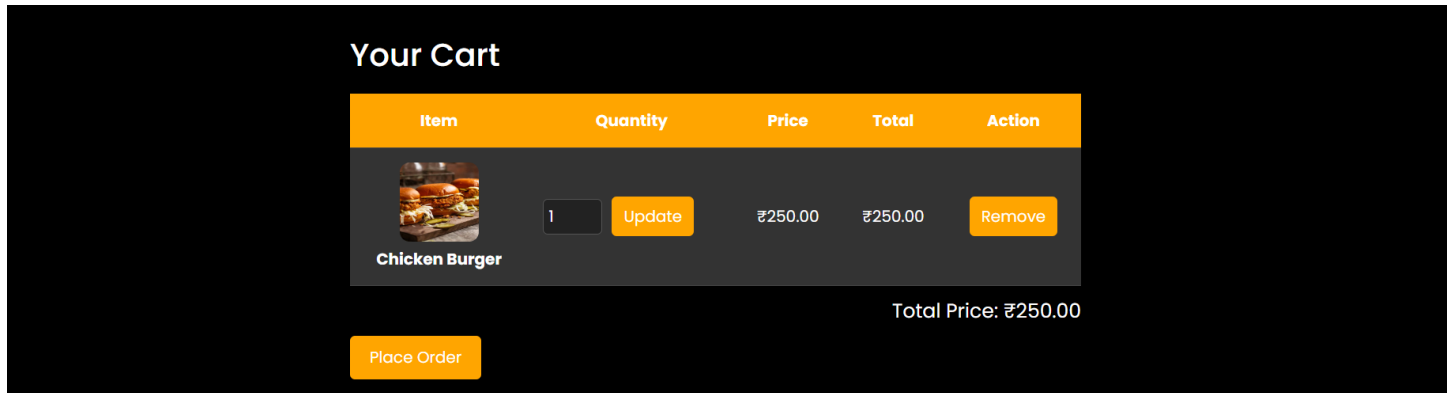 Your Cart
Item Quantity Price Total Action
1 Update ₹250.00 ₹250.00 Remove
Chicken Burger
Total Price: ₹250.00
Place Order